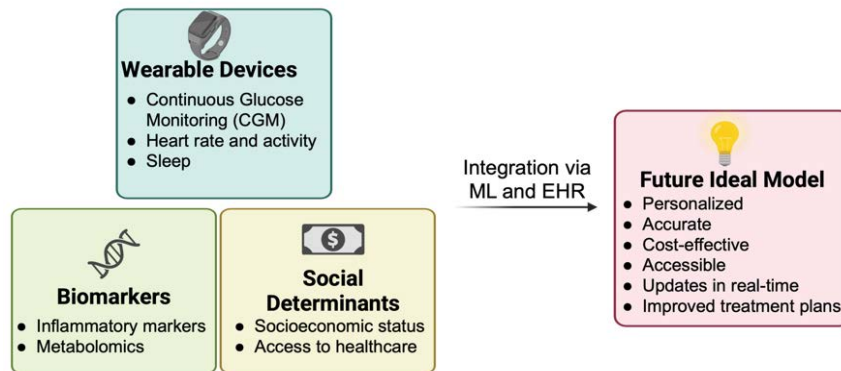 Wearable Devices
● Continuous Glucose
Monitoring (CGM)
● Heart rate and activity
● Sleep
Biomarkers
● Inflammatory markers
● Metabolomics
$
Social
Determinants
● Socioeconomic status
● Access to healthcare
Integration via
ML and EHR
Future Ideal Model
● Personalized
● Accurate
● Cost-effective
● Accessible
● Updates in real-time
● Improved treatment plans